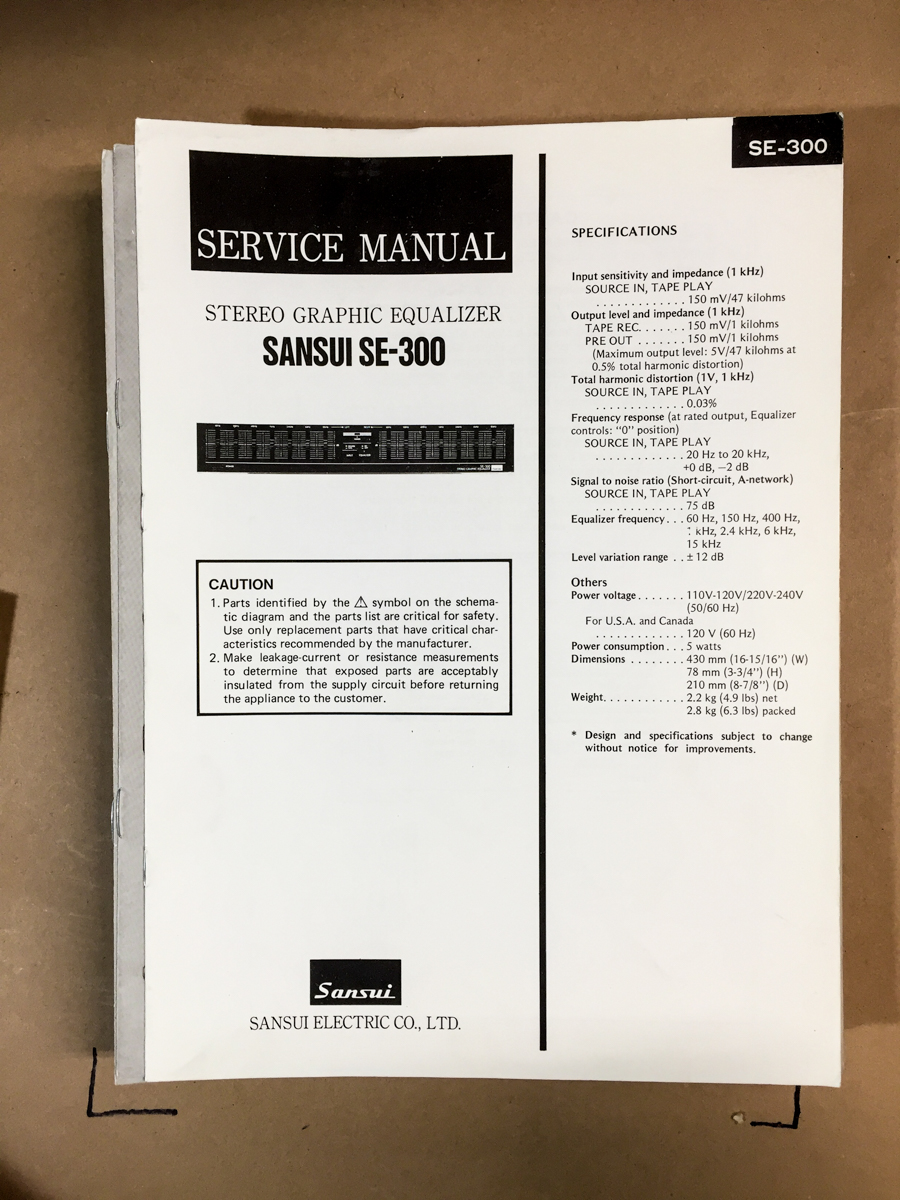 SE-300
SERVICE MANUAL
STEREO GRAPHIC EQUALIZER
SANSUI SE-300
CAUTION
1. Parts identified by the ⚠ symbol on the schema-
tic diagram and the parts list are critical for safety.
Use only replacement parts that have critical char-
acteristics recommended by the manufacturer.
2. Make leakage-current or resistance measurements
to determine that exposed parts are acceptably
insulated from the supply circuit before returning
the appliance to the customer.
Sansui
SANSUI ELECTRIC CO., LTD.
SPECIFICATIONS
Input sensitivity and impedance (1 kHz)
SOURCE IN, TAPE PLAY
. . . . . . . . . . . . . 150 mV/47 kilohms
Output level and impedance (1 kHz)
TAPE REC. . . . . . . 150 mV/1 kilohms
PRE OUT . . . . . . . 150 mV/1 kilohms
(Maximum output level: 5V/47 kilohms at
0.5% total harmonic distortion)
Total harmonic distortion (1V, 1 kHz)
SOURCE IN, TAPE PLAY
. . . . . . . . . . . . . 0.03%
Frequency response (at rated output, Equalizer
controls: "0" position)
SOURCE IN, TAPE PLAY
. . . . . . . . . . . . . 20 Hz to 20 kHz,
+0 dB, −2 dB
Signal to noise ratio (Short-circuit, A-network)
SOURCE IN, TAPE PLAY
. . . . . . . . . . . . . 75 dB
Equalizer frequency . . . 60 Hz, 150 Hz, 400 Hz,
kHz, 2.4 kHz, 6 kHz,
15 kHz
Level variation range . . ± 12 dB
Others
Power voltage . . . . . . . 110V-120V/220V-240V
(50/60 Hz)
For U.S.A. and Canada
. . . . . . . . . . . . . 120 V (60 Hz)
Power consumption . . . 5 watts
Dimensions . . . . . . . . 430 mm (16-15/16'') (W)
78 mm (3-3/4'') (H)
210 mm (8-7/8'') (D)
Weight. . . . . . . . . . . . 2.2 kg (4.9 lbs) net
2.8 kg (6.3 lbs) packed
* Design and specifications subject to change
without notice for improvements.